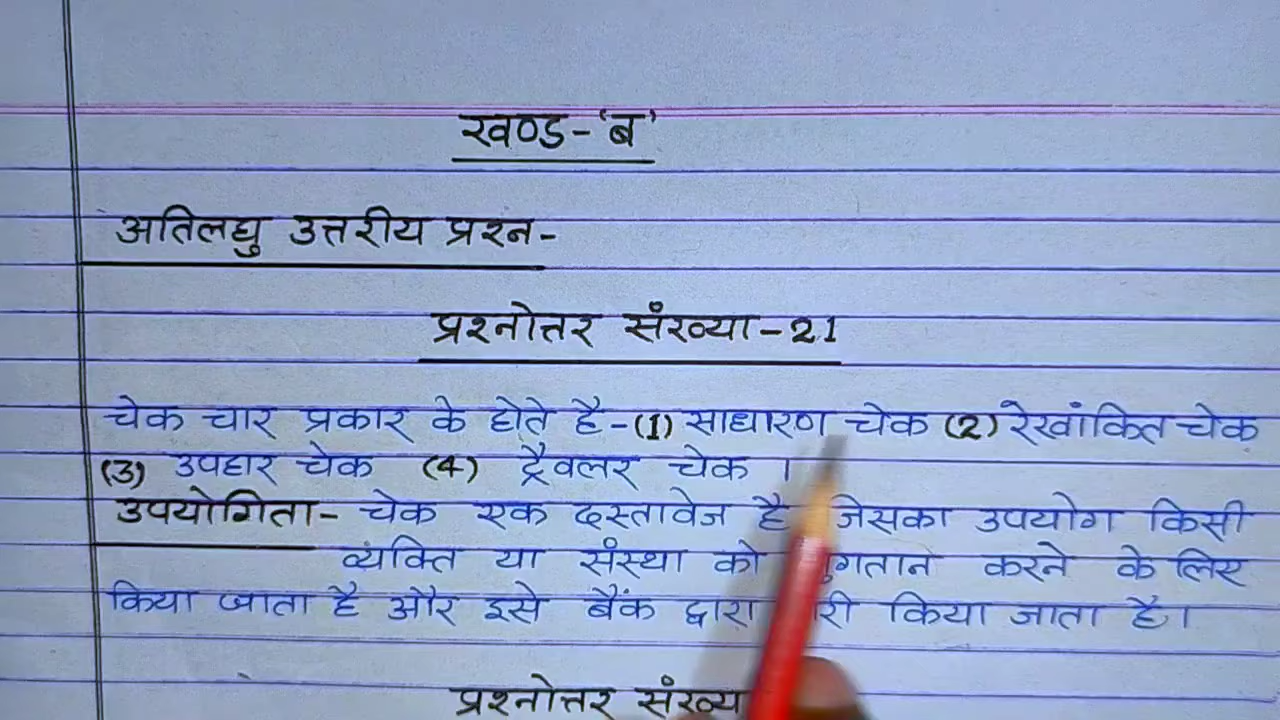 खण्ड-'ब'
अतिलघु उत्तरीय प्रश्न-
प्रश्नोत्तर संख्या-21
चेक चार प्रकार के होते है-(1) साधारण चेक (2) रेखांकित चेक
(3) उपहार चेक (4) ट्रैवलर चेक ।
उपयोगिता- चेक एक दस्तावेज है जिसका उपयोग किसी
व्यक्ति या संस्था को करने के लिए
किया जाता है और इसे बैंक द्वारा किया जाता है।
प्रश्नोत्तर